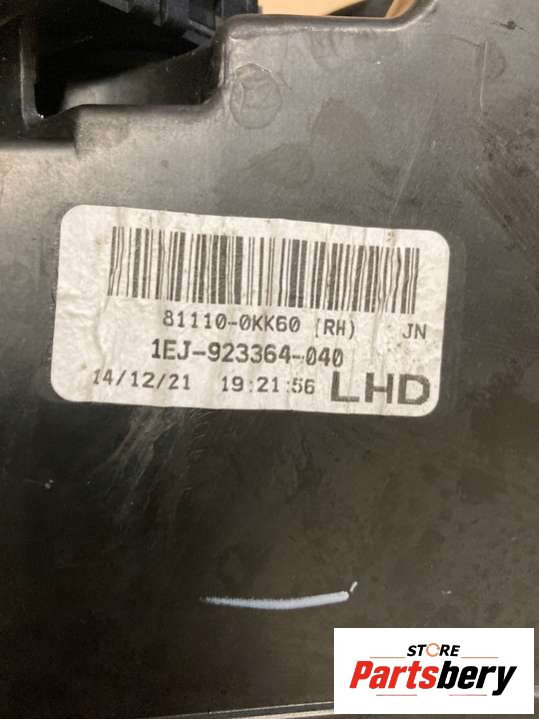 81110-0KK60 (RH) JN
1EJ-923364-040
14/12/21 19:21:56 LHD
STORE
Partsbery